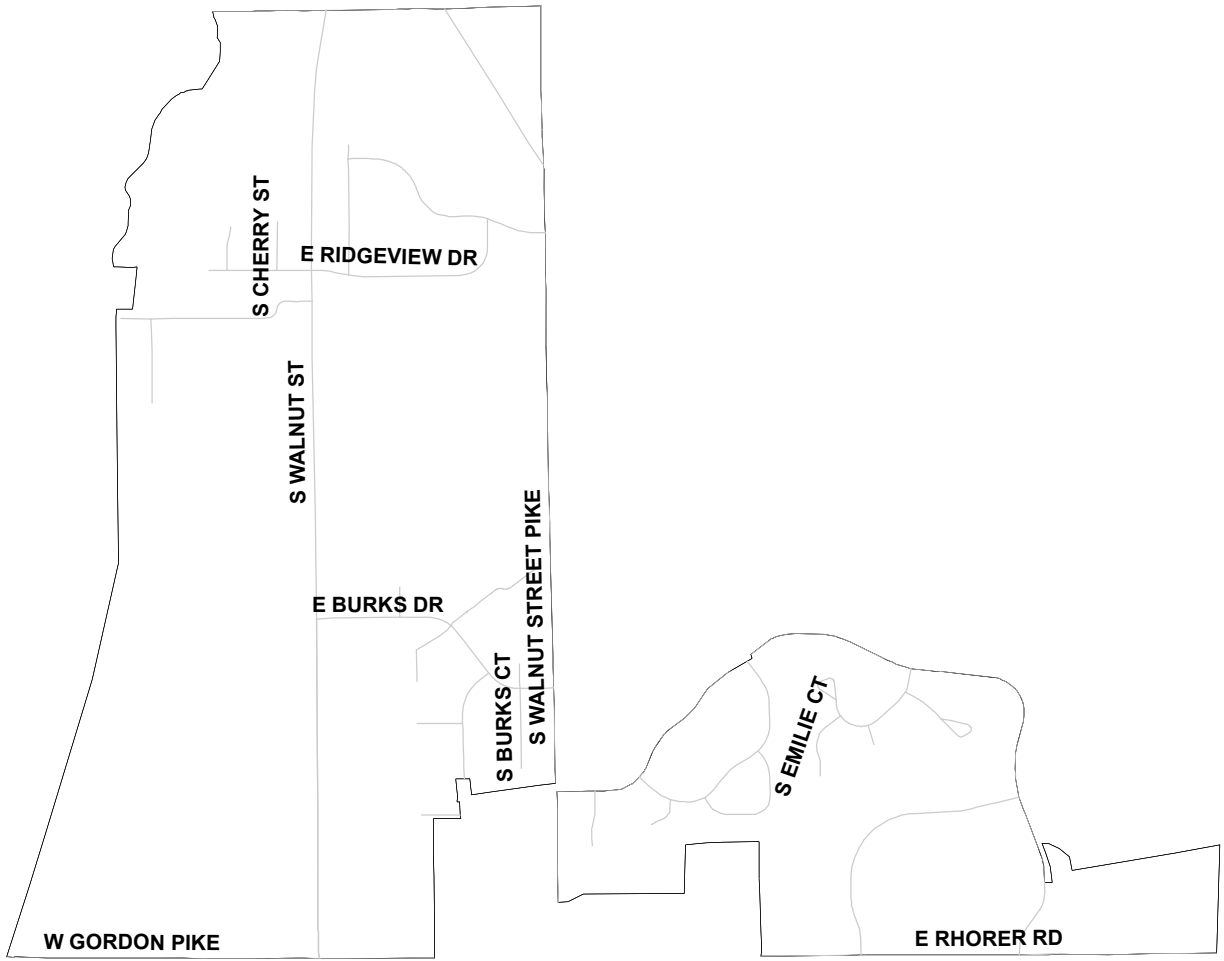 S CHERRY ST
E RIDGEVIEW DR
S WALNUT ST
S WALNUT STREET PIKE
E BURKS DR
S BURKS CT
S EMILIE CT
W GORDON PIKE
E RHORER RD